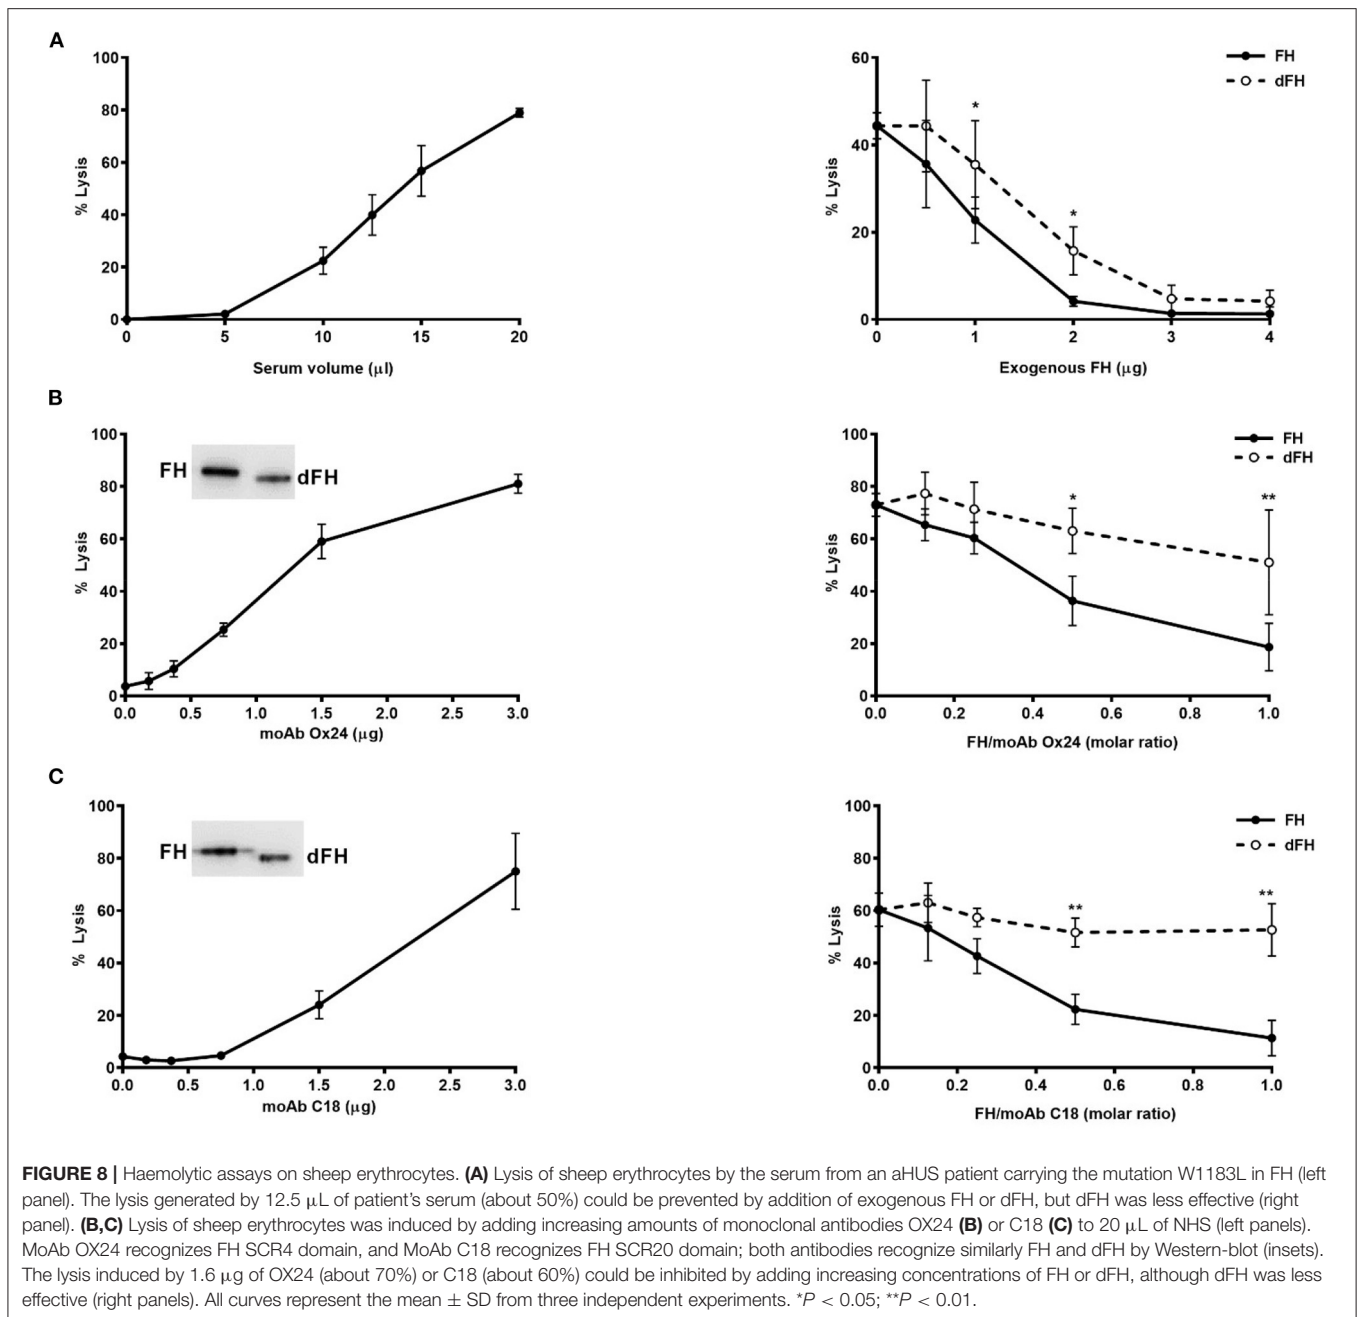 A
100
80
60
40
20
0
% Lysis
0 5 10 15 20
Serum volume (μl)
60
40
20
0
% Lysis
0 1 2 3 4
Exogenous FH (μg)
FH
dFH
*
*
B
100
80
60
40
20
0
% Lysis
FH
dFH
0.0 0.5 1.0 1.5 2.0 2.5 3.0
moAb Ox24 (μg)
100
80
60
40
20
0
% Lysis
FH
dFH
*
**
0.0 0.2 0.4 0.6 0.8 1.0
FH/moAb Ox24 (molar ratio)
C
100
80
60
40
20
0
% Lysis
FH
dFH
0.0 0.5 1.0 1.5 2.0 2.5 3.0
moAb C18 (μg)
100
80
60
40
20
0
% Lysis
FH
dFH
**
**
0.0 0.2 0.4 0.6 0.8 1.0
FH/moAb C18 (molar ratio)
FIGURE 8 | Haemolytic assays on sheep erythrocytes. (A) Lysis of sheep erythrocytes by the serum from an aHUS patient carrying the mutation W1183L in FH (left
panel). The lysis generated by 12.5 μL of patient's serum (about 50%) could be prevented by addition of exogenous FH or dFH, but dFH was less effective (right
panel). (B,C) Lysis of sheep erythrocytes was induced by adding increasing amounts of monoclonal antibodies OX24 (B) or C18 (C) to 20 μL of NHS (left panels).
MoAb OX24 recognizes FH SCR4 domain, and MoAb C18 recognizes FH SCR20 domain; both antibodies recognize similarly FH and dFH by Western-blot (insets).
The lysis induced by 1.6 μg of OX24 (about 70%) or C18 (about 60%) could be inhibited by adding increasing concentrations of FH or dFH, although dFH was less
effective (right panels). All curves represent the mean ± SD from three independent experiments. *P < 0.05; **P < 0.01.